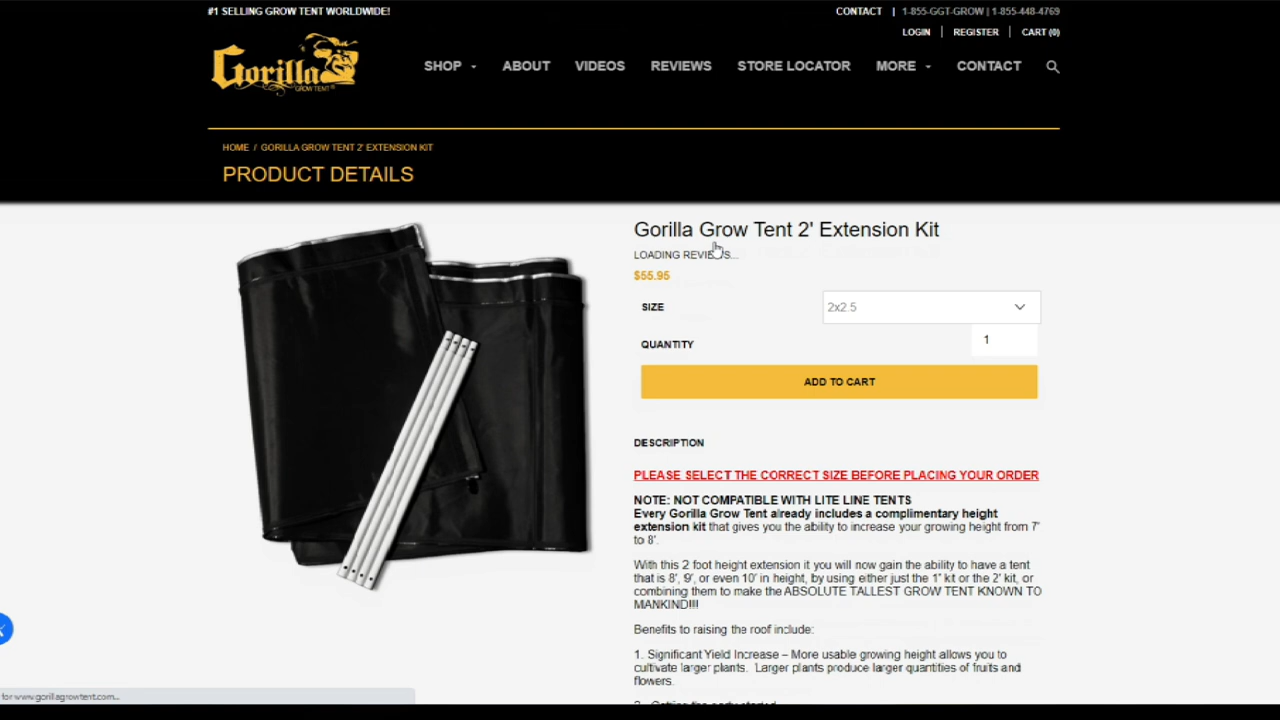 #1 SELLING GROW TENT WORLDWIDE!
CONTACT | 1-855-GGT-GROW | 1-855-448-4769
LOGIN | REGISTER | CART (0)
Gorilla
GROW TENT
SHOP ABOUT VIDEOS REVIEWS STORE LOCATOR MORE CONTACT
HOME / GORILLA GROW TENT 2' EXTENSION KIT
PRODUCT DETAILS
Gorilla Grow Tent 2' Extension Kit
LOADING REVIEWS...
$55.95
SIZE
2x2.5
QUANTITY
1
ADD TO CART
DESCRIPTION
PLEASE SELECT THE CORRECT SIZE BEFORE PLACING YOUR ORDER
NOTE: NOT COMPATIBLE WITH LITE LINE TENTS
Every Gorilla Grow Tent already includes a complimentary height
extension kit that gives you the ability to increase your growing height from 7'
to 8'.
With this 2 foot height extension it you will now gain the ability to have a tent
that is 8', 9', or even 10' in height, by using either just the 1' kit or the 2' kit, or
combining them to make the ABSOLUTE TALLEST GROW TENT KNOWN TO
MANKIND!!!
Benefits to raising the roof include:
1. Significant Yield Increase – More usable growing height allows you to
cultivate larger plants. Larger plants produce larger quantities of fruits and
flowers.
for www.gorillagrowtent.com...